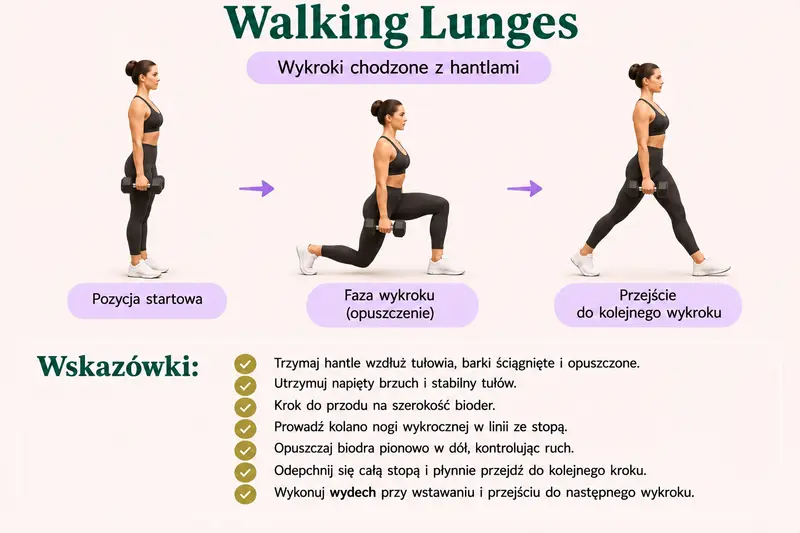 Walking Lunges
Wykroki chodzone z hantlami
Pozycja startowa
Faza wykroku
(opuszczenie)
Przejście
do kolejnego wykroku
Wskazówki:
Trzymaj hantle wzdłuż tułowia, barki ściągnięte i opuszczone.
Utrzymuj napięty brzuch i stabilny tułów.
Krok do przodu na szerokość bioder.
Prowadź kolano nogi wykrocznej w linii ze stopą.
Opuszczaj biodra pionowo w dół, kontrolując ruch.
Odepchnij się całą stopą i płynnie przejdź do kolejnego kroku.
Wykonuj wydech przy wstawaniu i przejściu do następnego wykroku.